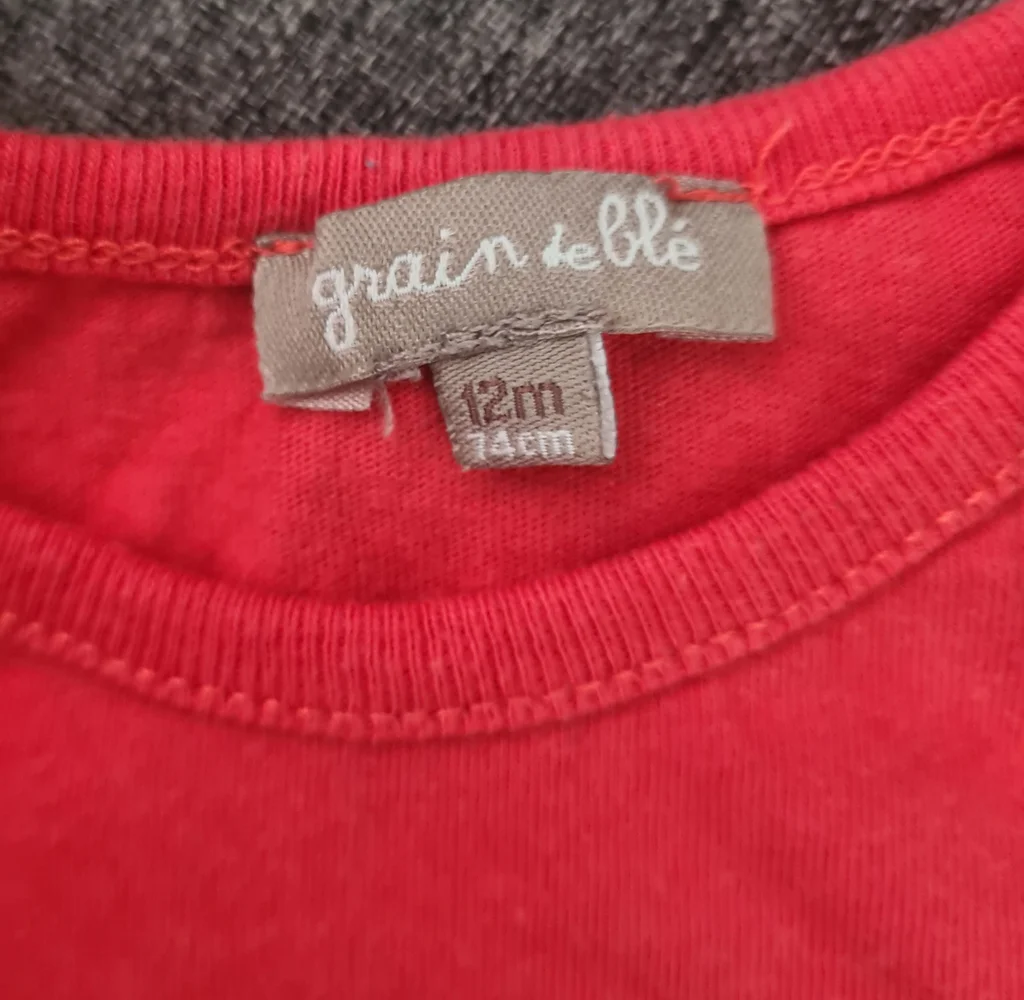 grain de blé
12m
74cm